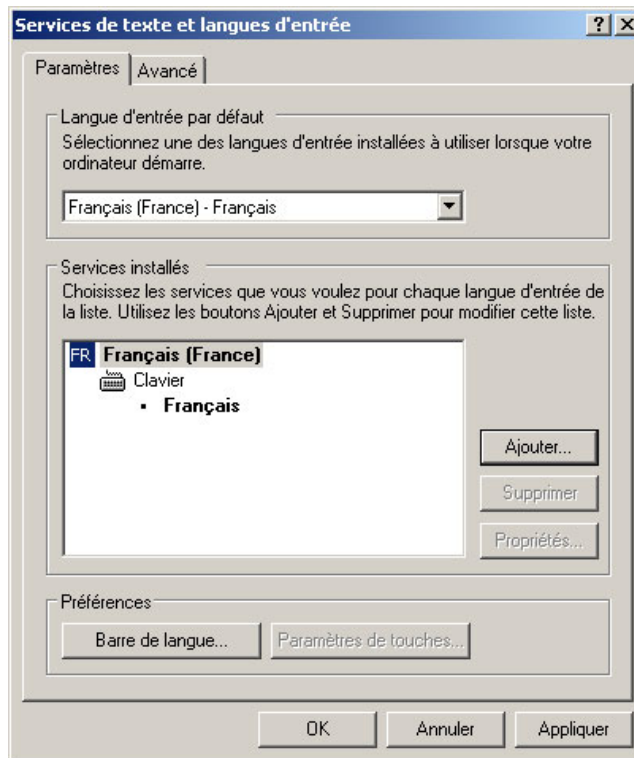 Services de texte et langues d'entrée
Paramètres
Avancé
Langue d'entrée par défaut
Sélectionnez une des langues d'entrée installées à utiliser lorsque votre
ordinateur démarre.
Français (France) - Français
Services installés
Choisissez les services que vous voulez pour chaque langue d'entrée de
la liste. Utilisez les boutons Ajouter et Supprimer pour modifier cette liste.
FR Français (France)
Clavier
• Français
Ajouter...
Supprimer
Propriétés...
Préférences
Barre de langue...
Paramètres de touches...
OK
Annuler
Appliquer